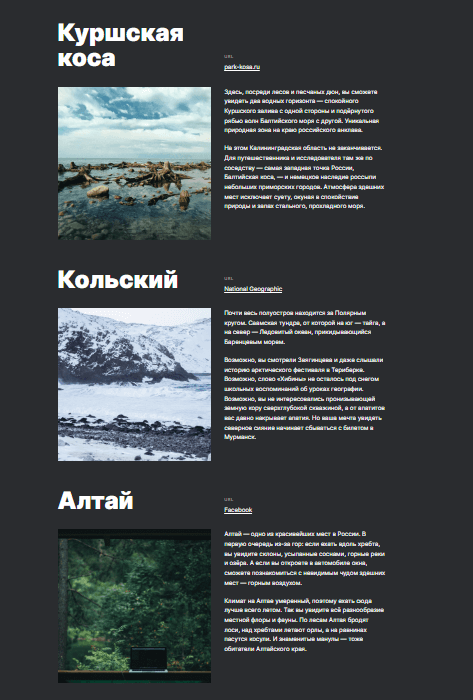 Куршская
коса
URL
park-kosa.ru
Здесь, посреди лесов и песчаных дюн, вы сможете
увидеть два водных горизонта — спокойного
Куршского залива с одной стороны и подёрнутого
рябью волн Балтийского моря с другой. Уникальная
природная зона на краю российского анклава.
На этом Калининградская область не заканчивается.
Для путешественника и исследователя там же по
соседству — самая западная точка России,
Балтийская коса, — и немецкое наследие россыпи
небольших приморских городов. Атмосфера здешних
мест исключает суету, окуная в спокойствие
природы и запах стального, прохладного моря.
Кольский
URL
National Geographic
Почти весь полуостров находится за Полярным
кругом. Саамская тундра, от которой на юг — тайга, а
на север — Ледовитый океан, прикидывающийся
Баренцевым морем.
Возможно, вы смотрели Звягинцева и даже слышали
историю арктического фестиваля в Териберке.
Возможно, слово «Хибины» не осталось под снегом
школьных воспоминаний об уроках географии.
Возможно, вы не интересовались пронизывающей
земную кору сверхглубокой скважиной, а от апатитов
вас давно накрывает апатия. Но ваша мечта увидеть
северное сияние начинает сбываться с билетом в
Мурманск.
Алтай
URL
Facebook
Алтай — одно из красивейших мест в России. В
первую очередь из-за гор: если ехать вдоль хребта,
вы увидите склоны, усыпанные соснами, горные реки
и озёра. А если вы откроете в автомобиле окна,
сможете познакомиться с невидимым чудом здешних
мест — горным воздухом.
Климат на Алтае умеренный, поэтому ехать сюда
лучше всего летом. Так вы увидите всё разнообразие
местной флоры и фауны. По лесам Алтая бродят
лоси, над хребтами летают орлы, а на равнинах
пасутся косули. И знаменитые манулы — тоже
обитатели Алтайского края.